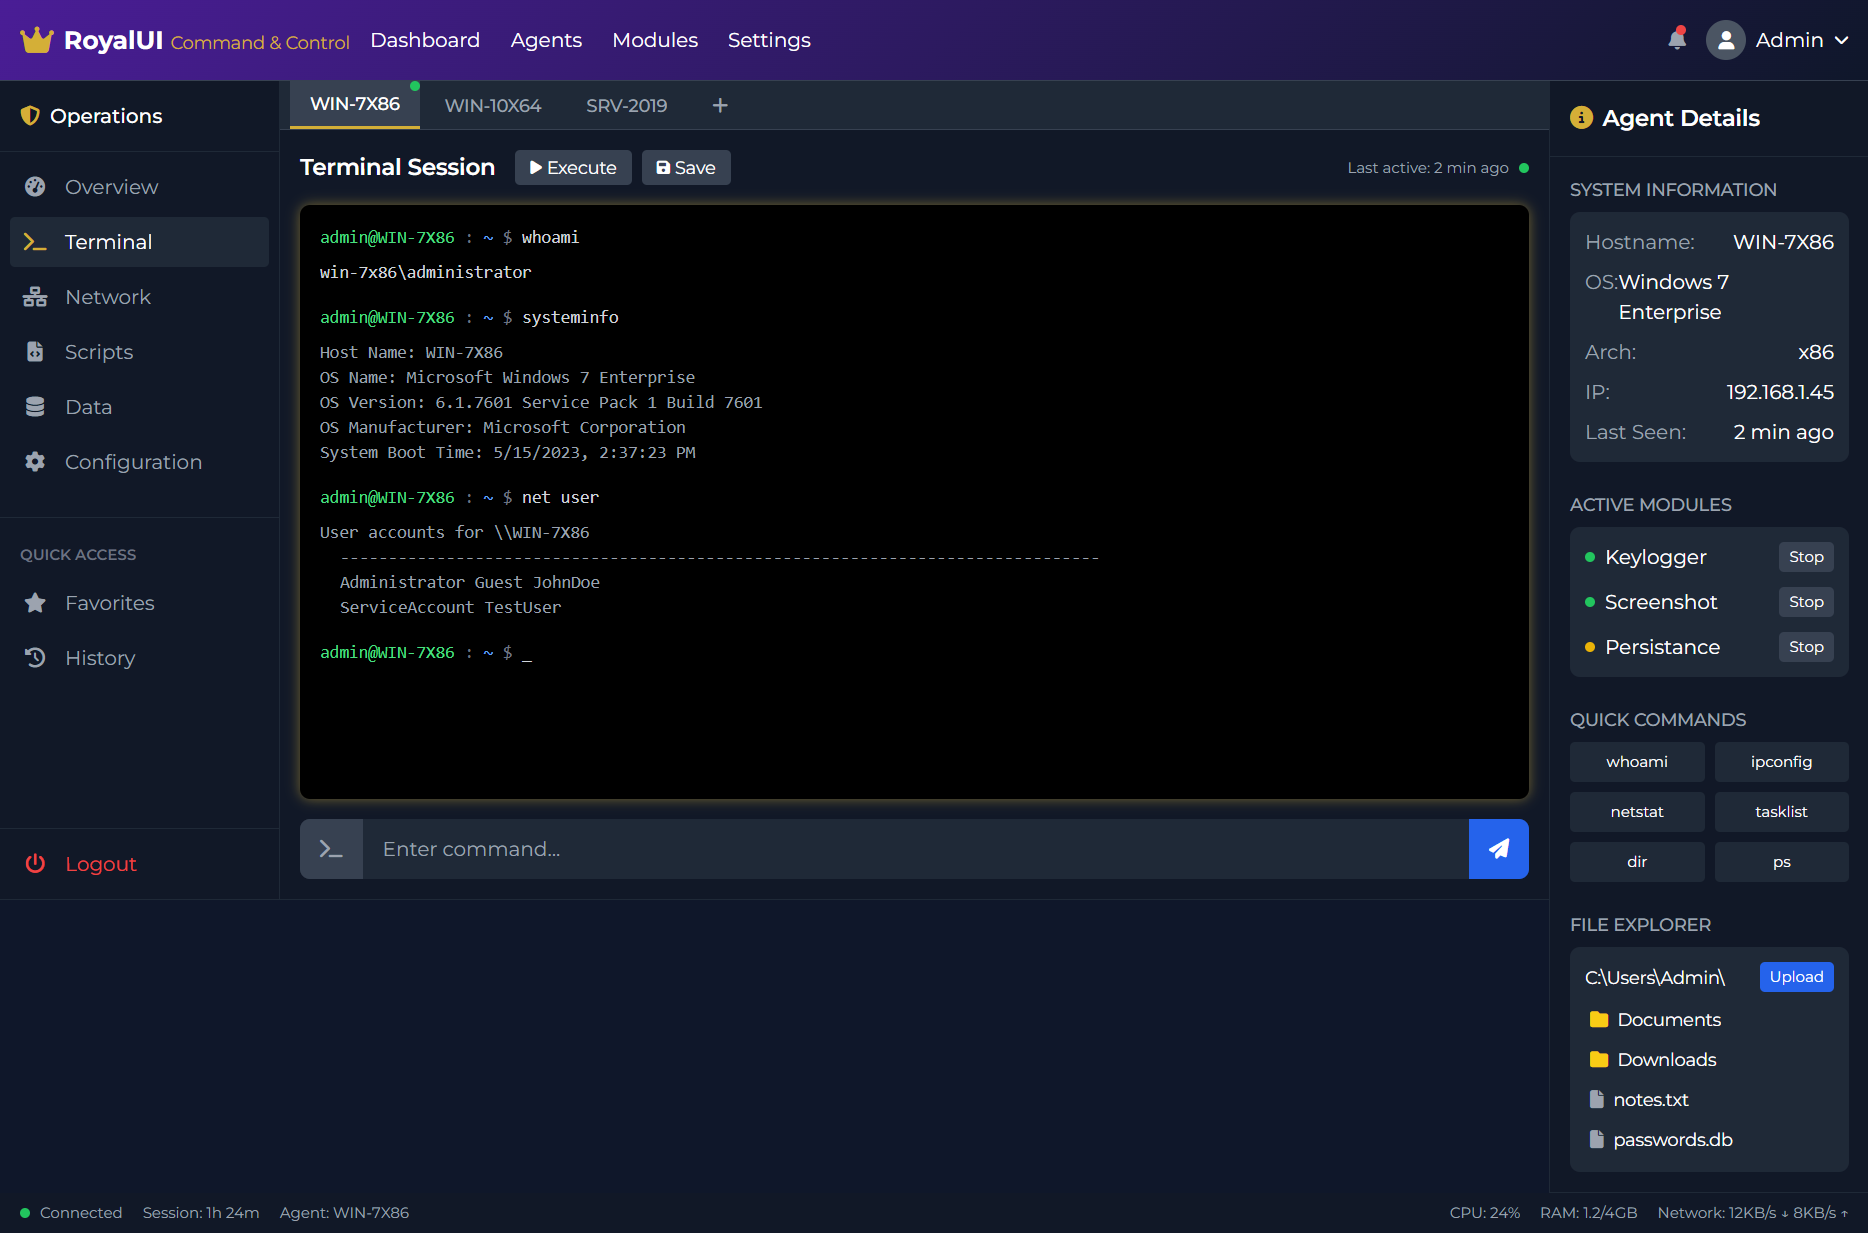 RoyalUI Command & Control Dashboard Agents Modules Settings Admin
Operations
Overview
Terminal
Network
Scripts
Data
Configuration
QUICK ACCESS
Favorites
History
Logout
WIN-7X86 WIN-10X64 SRV-2019 +
Terminal Session Execute Save Last active: 2 min ago
admin@WIN-7X86 : ~ $ whoami
win-7x86\administrator
admin@WIN-7X86 : ~ $ systeminfo
Host Name: WIN-7X86
OS Name: Microsoft Windows 7 Enterprise
OS Version: 6.1.7601 Service Pack 1 Build 7601
OS Manufacturer: Microsoft Corporation
System Boot Time: 5/15/2023, 2:37:23 PM
admin@WIN-7X86 : ~ $ net user
User accounts for \\WIN-7X86
-------------------------------------------------------------------------------
Administrator Guest JohnDoe
ServiceAccount TestUser
admin@WIN-7X86 : ~ $ _
Enter command...
Agent Details
SYSTEM INFORMATION
Hostname: WIN-7X86
OS: Windows 7
Enterprise
Arch: x86
IP: 192.168.1.45
Last Seen: 2 min ago
ACTIVE MODULES
Keylogger Stop
Screenshot Stop
Persistance Stop
QUICK COMMANDS
whoami ipconfig
netstat tasklist
dir ps
FILE EXPLORER
C:\Users\Admin\ Upload
Documents
Downloads
notes.txt
passwords.db
Connected Session: 1h 24m Agent: WIN-7X86 CPU: 24% RAM: 1.2/4GB Network: 12KB/s ↓ 8KB/s ↑